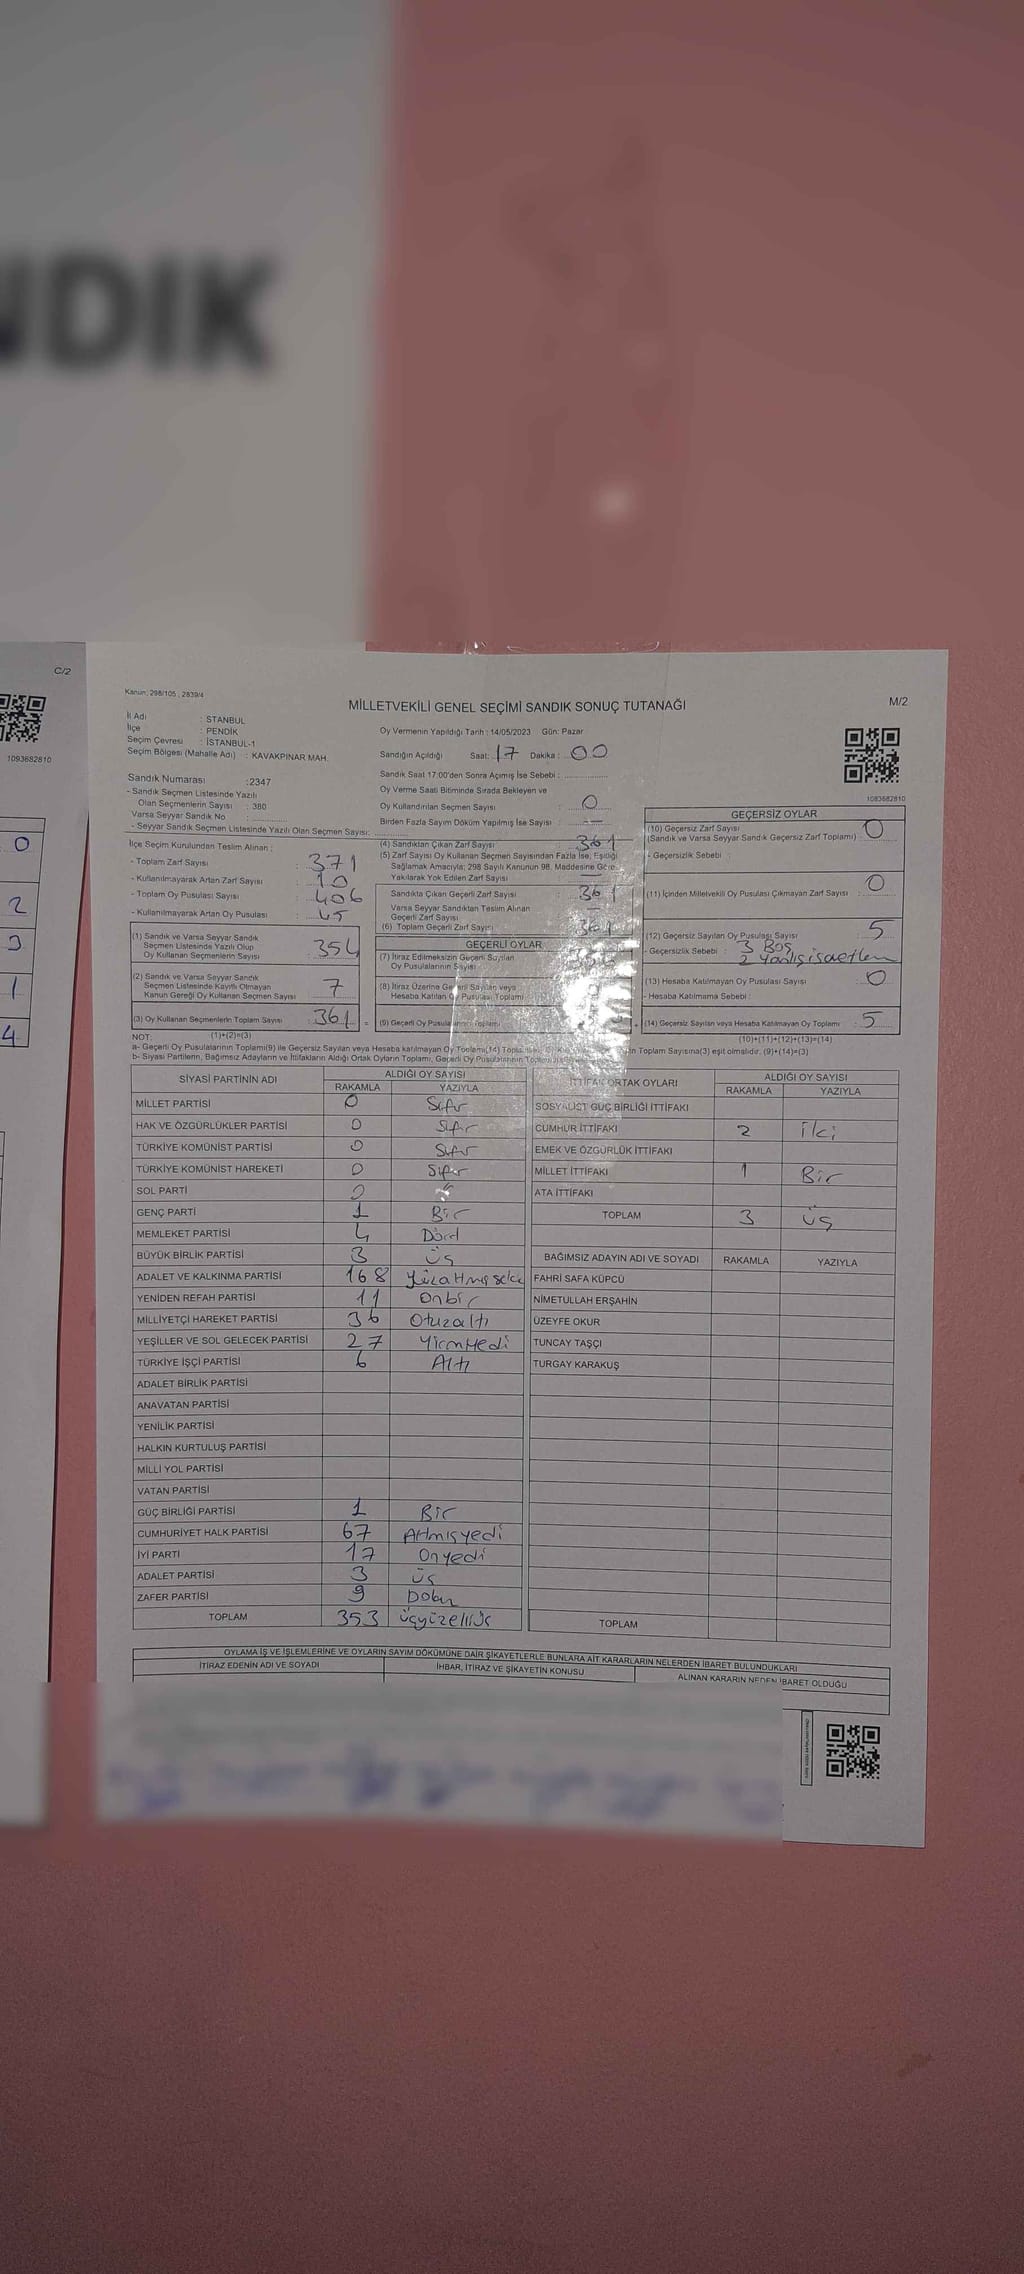 NDIK
C/2
1093682810
0
2
3
1
4
Kanun: 298/105, 2839/4
MİLLETVEKİLİ GENEL SEÇİMİ SANDIK SONUÇ TUTANAĞI
M/2
İl Adı : STANBUL
İlçe : PENDİK
Seçim Çevresi : İSTANBUL-1
Seçim Bölgesi (Mahalle Adı) : KAVAKPINAR MAH.
Oy Vermenin Yapıldığı Tarih : 14/05/2023 Gün: Pazar
Sandığın Açıldığı Saat: 17 Dakika : 00
Sandık Saat 17:00'den Sonra Açımış İse Sebebi :
Oy Verme Saati Bitiminde Sırada Bekleyen ve
Oy Kullandırılan Seçmen Sayısı : 0
Birden Fazla Sayım Döküm Yapılmış İse Sayısı : —
1083682810
Sandık Numarası :2347
- Sandık Seçmen Listesinde Yazılı
Olan Seçmenlerin Sayısı : 380
Varsa Seyyar Sandık No :
- Seyyar Sandık Seçmen Listesinde Yazılı Olan Seçmen Sayısı:
İlçe Seçim Kurulundan Teslim Alınan :
- Toplam Zarf Sayısı : 371
- Kullanılmayarak Artan Zarf Sayısı : 10
- Toplam Oy Pusulası Sayısı : 406
- Kullanılmayarak Artan Oy Pusulası : 45
(1) Sandık ve Varsa Seyyar Sandık
Seçmen Listesinde Yazılı Olup
Oy Kullanan Seçmenlerin Sayısı : 354
(2) Sandık ve Varsa Seyyar Sandık
Seçmen Listesinde Kayıtlı Olmayan
Kanun Gereği Oy Kullanan Seçmen Sayısı : 7
(3) Oy Kullanan Seçmenlerin Toplam Sayısı : 361
(1)+(2)=(3)
(4) Sandıktan Çıkan Zarf Sayısı : 361
(5) Zarf Sayısı Oy Kullanan Seçmen Sayısından Fazla İse, Eşitliği
Sağlamak Amacıyla; 298 Sayılı Kanunun 98. Maddesine Göre
Yakılarak Yok Edilen Zarf Sayısı : —
Sandıkta Çıkan Geçerli Zarf Sayısı : 361
Varsa Seyyar Sandıktan Teslim Alınan
Geçerli Zarf Sayısı : —
(6) Toplam Geçerli Zarf Sayısı : 361
GEÇERLİ OYLAR
(7) İtiraz Edilmeksizin Geçerli Sayılan
Oy Pusulalarının Sayısı
(8) İtiraz Üzerine Geçerli Sayılan veya
Hesaba Katılan Oy Pusulası Toplamı
(9) Geçerli Oy Pusulalarının Toplamı
GEÇERSİZ OYLAR
(10) Geçersiz Zarf Sayısı : 0
(Sandık ve Varsa Seyyar Sandık Geçersiz Zarf Toplamı)
- Geçersizlik Sebebi :
(11) İçinden Milletvekili Oy Pusulası Çıkmayan Zarf Sayısı : 0
(12) Geçersiz Sayılan Oy Pusulası Sayısı : 5
- Geçersizlik Sebebi : 3 Boş
2 Yanlış işaretlen
(13) Hesaba Katılmayan Oy Pusulası Sayısı : 0
- Hesaba Katılmama Sebebi :
(14) Geçersiz Sayılan veya Hesaba Katılmayan Oy Toplamı : 5
(10)+(11)+(12)+(13)=(14)
NOT:
a- Geçerli Oy Pusulalarının Toplamı(9) ile Geçersiz Sayılan veya Hesaba Katılmayan Oy Toplamı(14) Toplamı, Oy Toplam Sayısına(3) eşit olmalıdır. (9)+(14)=(3)
b- Siyasi Partilerin, Bağımsız Adayların ve İttifakların Aldığı Ortak Oyların Toplamı, Geçerli Oy Pusulalarının
SİYASİ PARTİNİN ADI ALDIĞI OY SAYISI
RAKAMLA YAZIYLA
MİLLET PARTİSİ 0 Sıfır
HAK VE ÖZGÜRLÜKLER PARTİSİ 0 Sıfır
TÜRKİYE KOMÜNİST PARTİSİ 0 Sıfır
TÜRKİYE KOMÜNİST HAREKETİ 0 Sıfır
SOL PARTİ 0 "
GENÇ PARTİ 1 Bir
MEMLEKET PARTİSİ 4 Dört
BÜYÜK BİRLİK PARTİSİ 3 üç
ADALET VE KALKINMA PARTİSİ 168 Yüzatmışsekiz
YENİDEN REFAH PARTİSİ 11 Onbir
MİLLİYETÇİ HAREKET PARTİSİ 36 Otuzaltı
YEŞİLLER VE SOL GELECEK PARTİSİ 27 Yirmiyedi
TÜRKİYE İŞÇİ PARTİSİ 6 Altı
ADALET BİRLİK PARTİSİ
ANAVATAN PARTİSİ
YENİLİK PARTİSİ
HALKIN KURTULUŞ PARTİSİ
MİLLİ YOL PARTİSİ
VATAN PARTİSİ
GÜÇ BİRLİĞİ PARTİSİ 1 Bir
CUMHURİYET HALK PARTİSİ 67 Atmışyedi
İYİ PARTİ 17 Onyedi
ADALET PARTİSİ 3 üç
ZAFER PARTİSİ 9 Dokuz
TOPLAM 353 üçyüzelliüç
İTTİFAK ORTAK OYLARI ALDIĞI OY SAYISI
RAKAMLA YAZIYLA
SOSYALİST GÜÇ BİRLİĞİ İTTİFAKI
CUMHUR İTTİFAKI 2 İki
EMEK VE ÖZGÜRLÜK İTTİFAKI
MİLLET İTTİFAKI 1 Bir
ATA İTTİFAKI
TOPLAM 3 üç
BAĞIMSIZ ADAYIN ADI VE SOYADI RAKAMLA YAZIYLA
FAHRİ SAFA KÜPCÜ
NİMETULLAH ERŞAHİN
ÜZEYFE OKUR
TUNCAY TAŞÇI
TURGAY KARAKUŞ
TOPLAM
OYLAMA İŞ VE İŞLEMLERİNE VE OYLARIN SAYIM DÖKÜMÜNE DAİR ŞİKAYETLERLE BUNLARA AİT KARARLARIN NELERDEN İBARET BULUNDUKLARI
İTİRAZ EDENİN ADI VE SOYADI İHBAR, İTİRAZ VE ŞİKAYETİN KONUSU ALINAN KARARIN NEDEN İBARET OLDUĞU